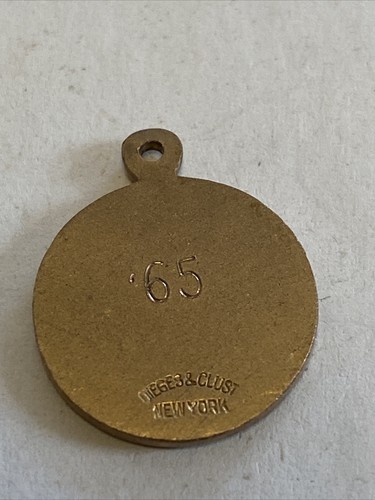 '65
DIEGES & CLUST
NEW YORK